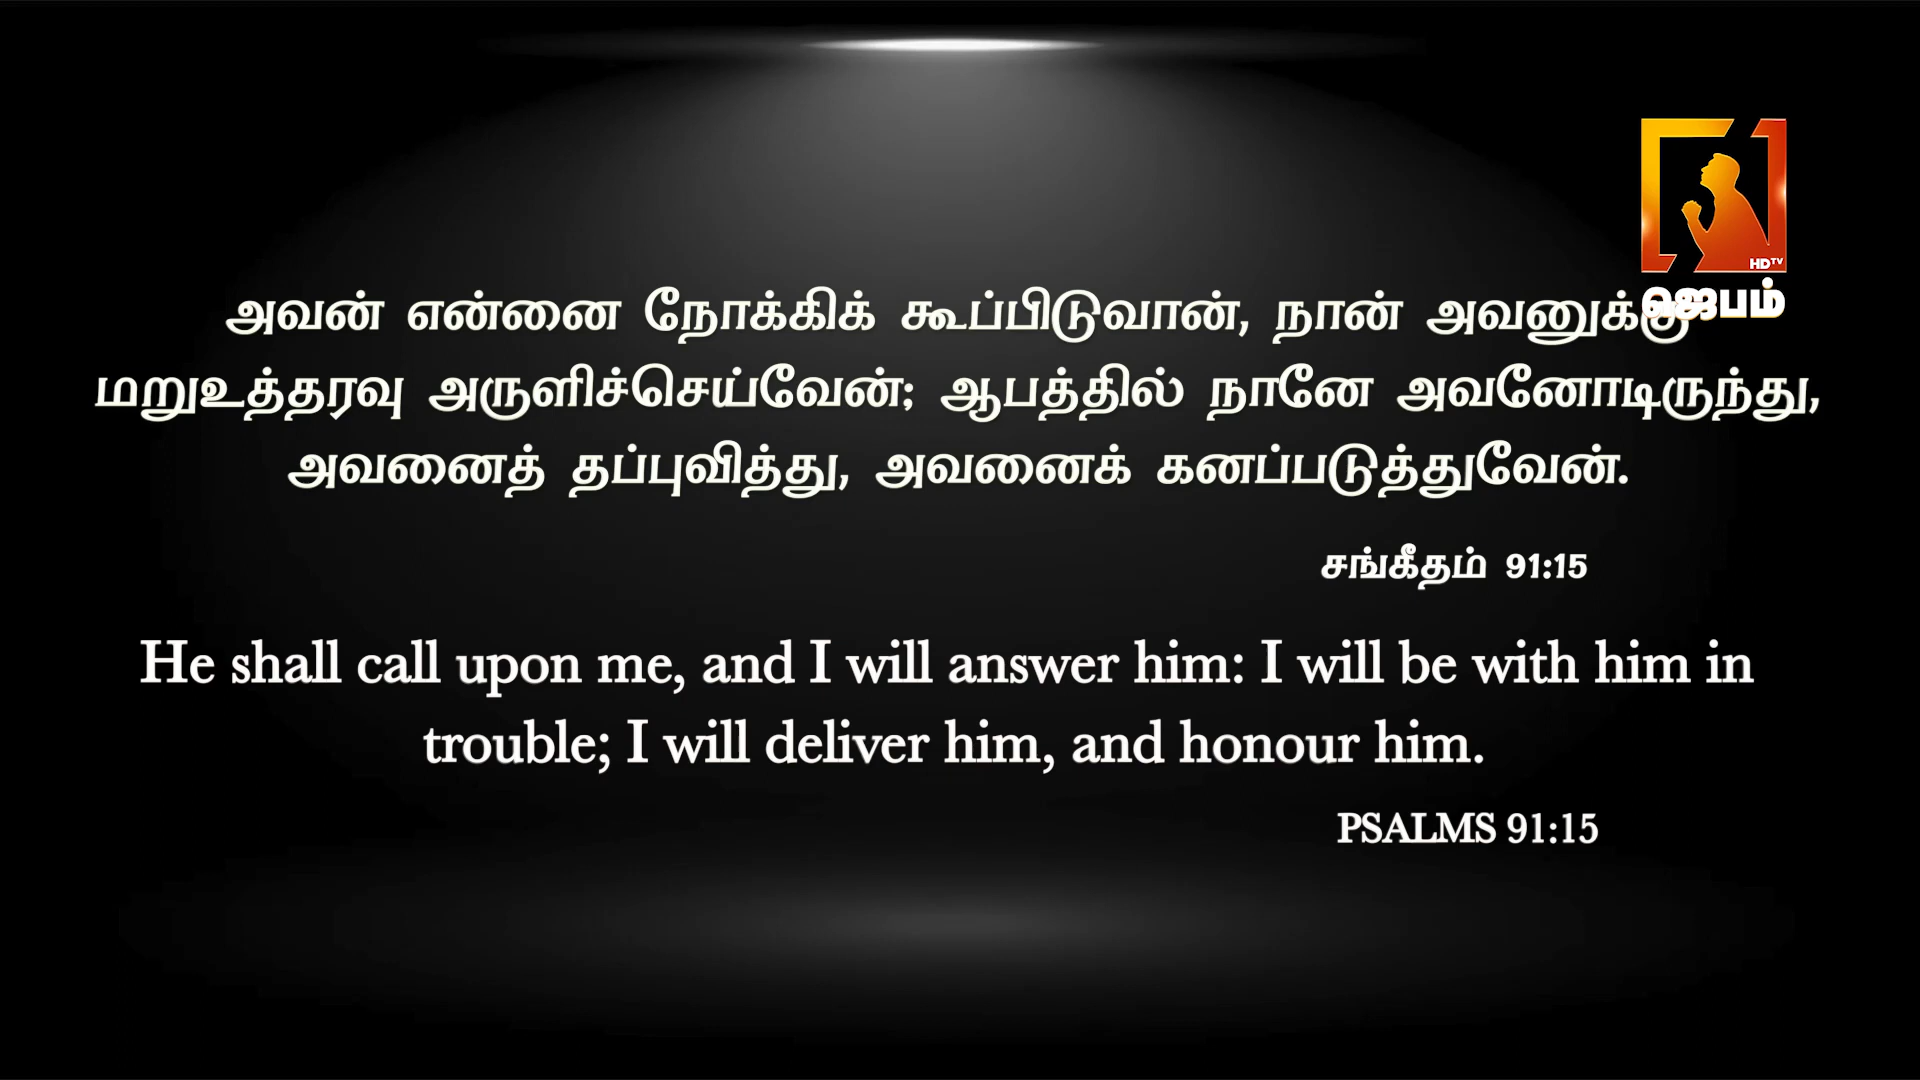 HDTV
ஜெபம்
அவன் என்னை நோக்கிக் கூப்பிடுவான், நான் அவனுக்கு
மறுஉத்தரவு அருளிச்செய்வேன்; ஆபத்தில் நானே அவனோடிருந்து,
அவனைத் தப்புவித்து, அவனைக் கனப்படுத்துவேன்.
சங்கீதம் 91:15
He shall call upon me, and I will answer him: I will be with him in
trouble; I will deliver him, and honour him.
PSALMS 91:15